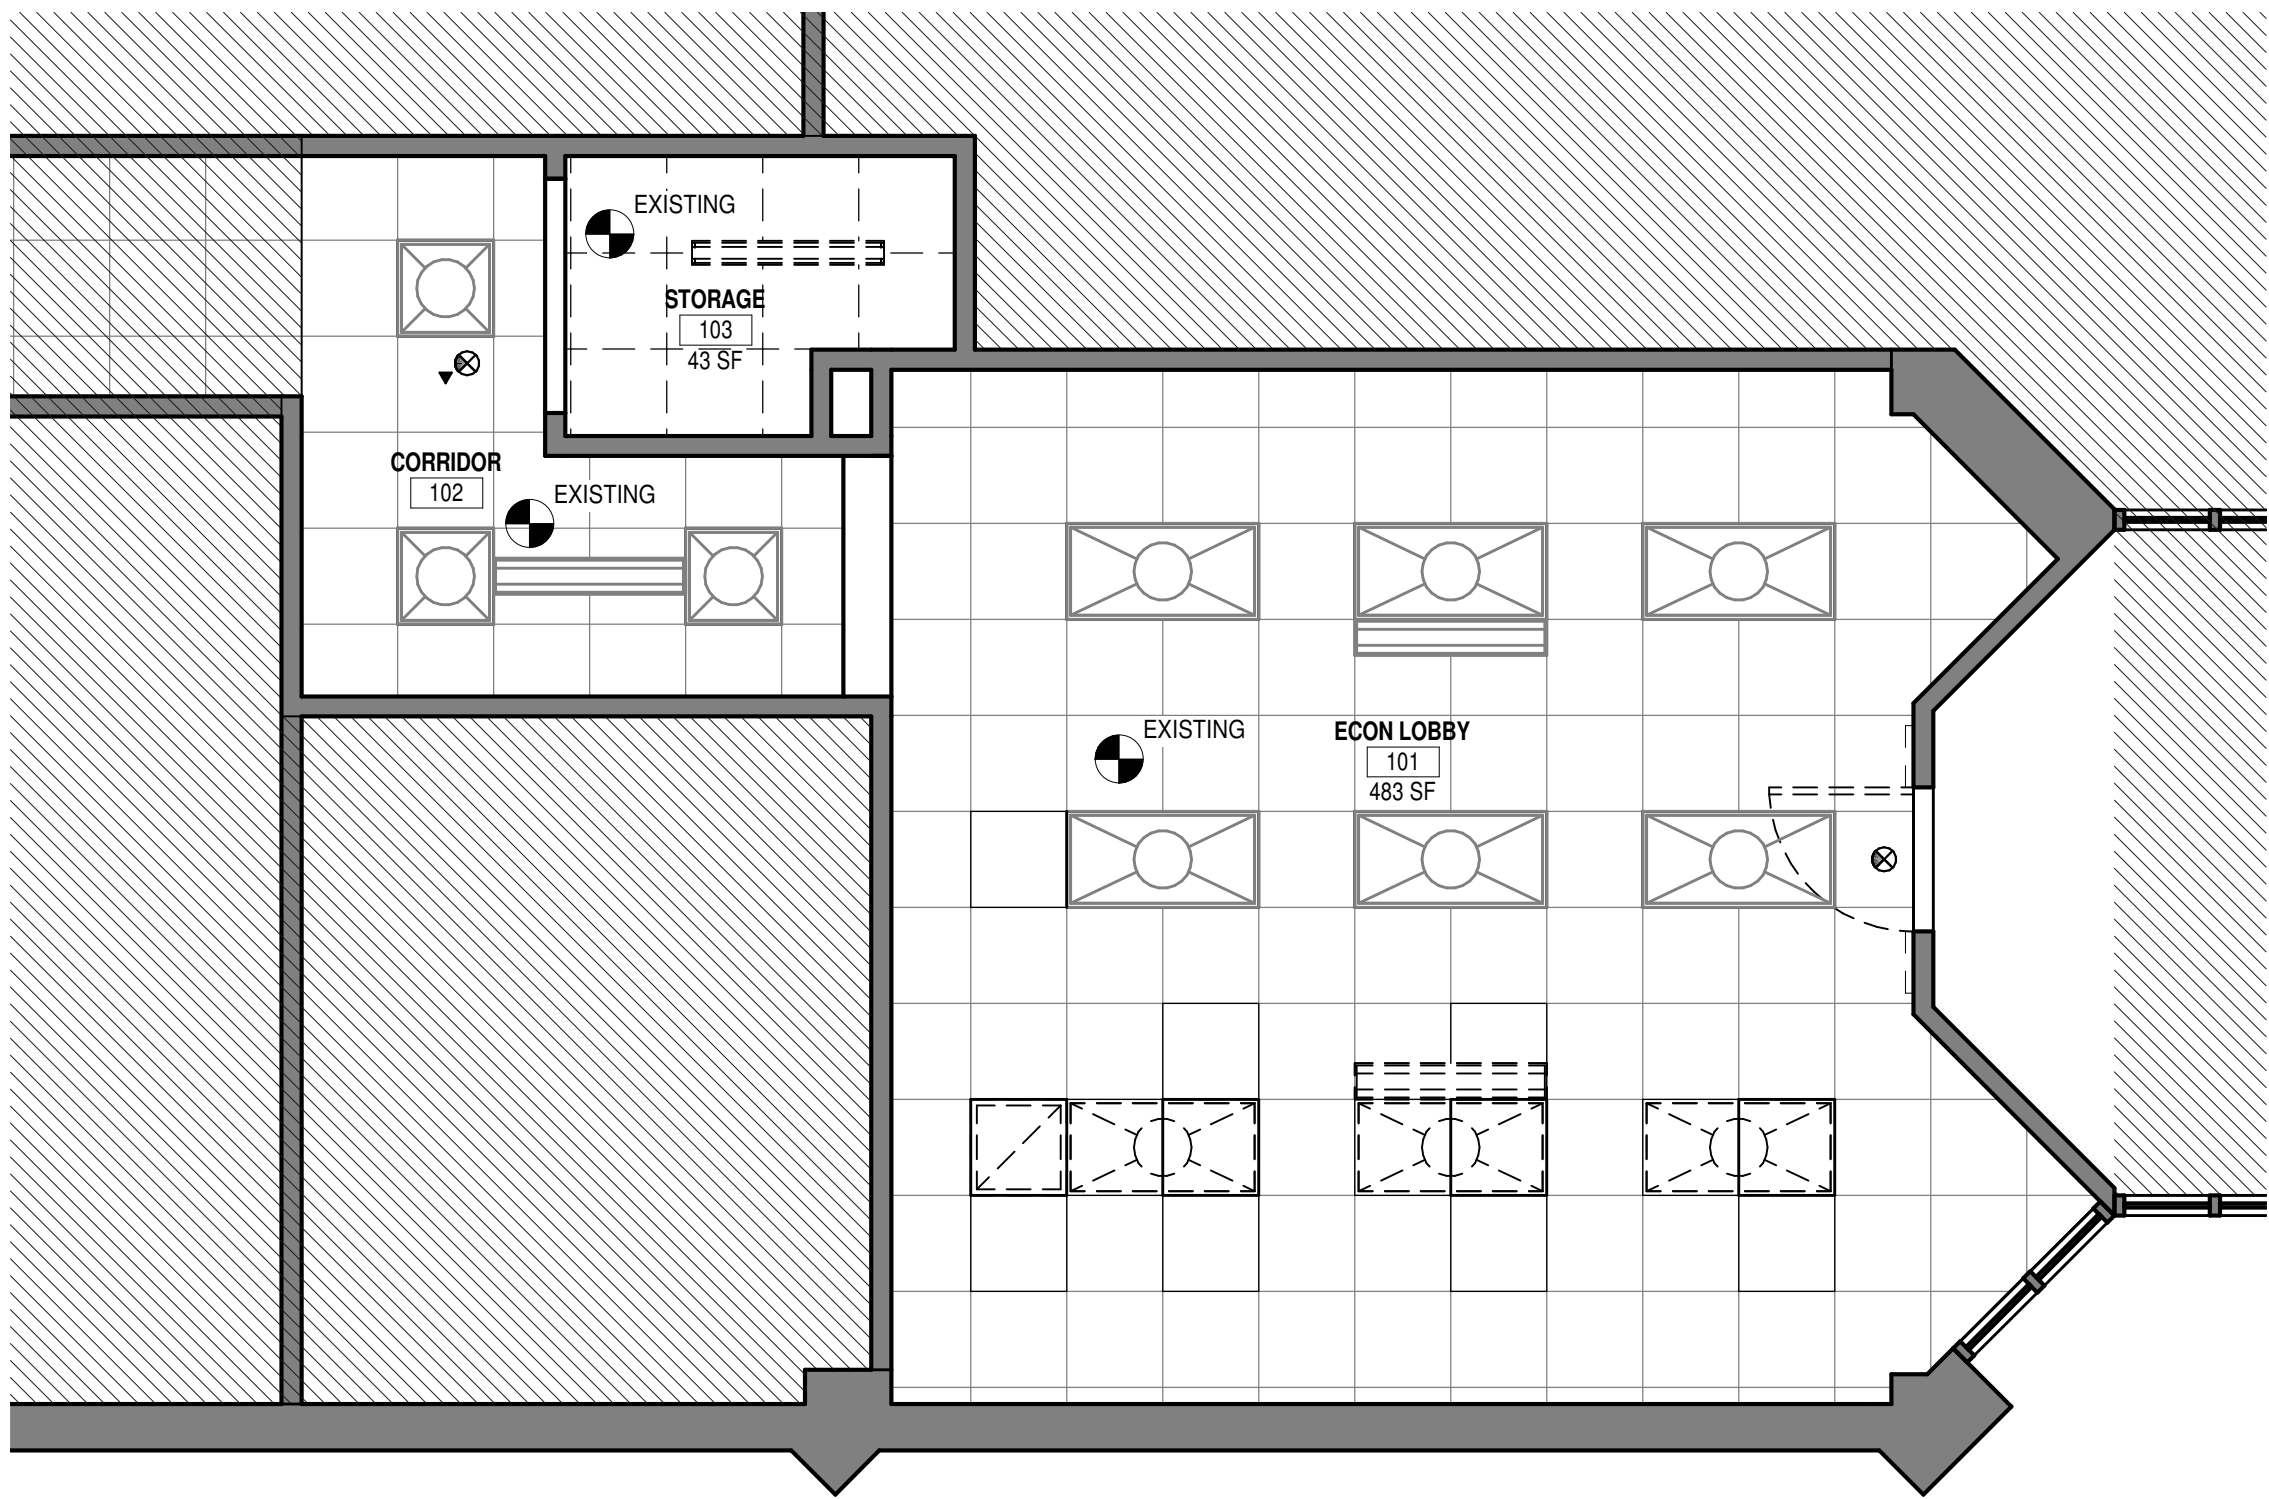 EXISTING
STORAGE
103
43 SF
CORRIDOR
102
EXISTING
EXISTING
ECON LOBBY
101
483 SF